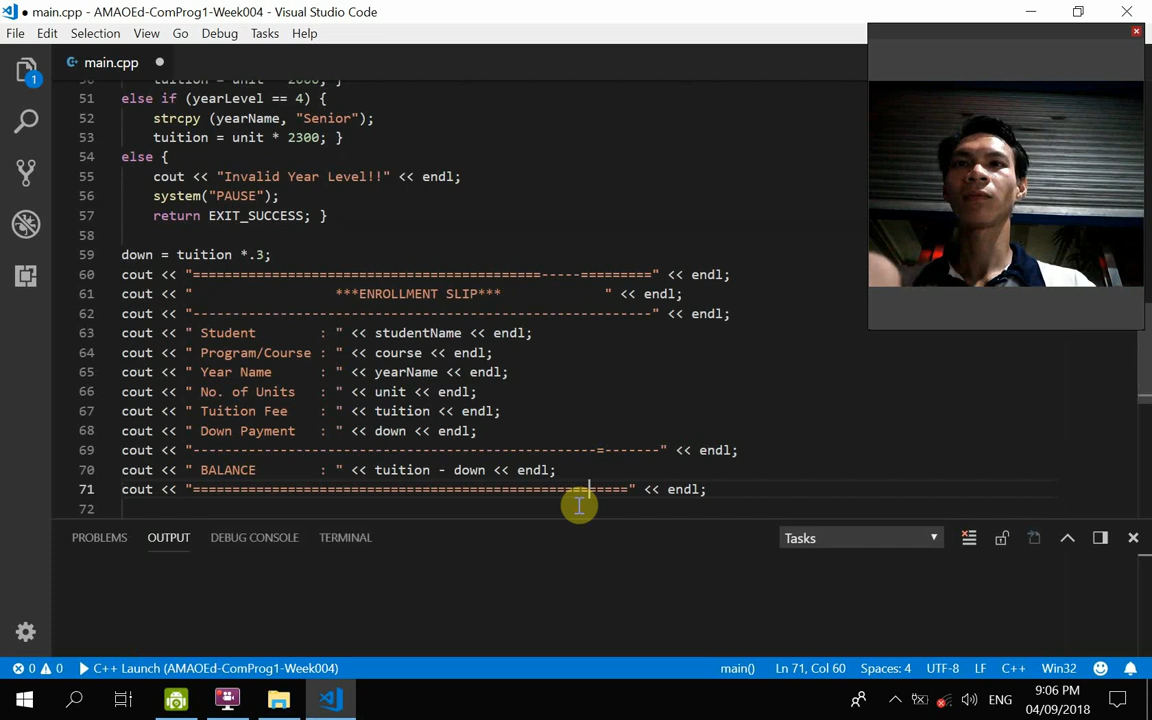 ● main.cpp - AMAOEd-ComProg1-Week004 - Visual Studio Code
File Edit Selection View Go Debug Tasks Help
main.cpp ●
1
51 else if (yearLevel == 4) {
52 strcpy (yearName, "Senior");
53 tuition = unit * 2300; }
54 else {
55 cout << "Invalid Year Level!!" << endl;
56 system("PAUSE");
57 return EXIT_SUCCESS; }
58
59 down = tuition *.3;
60 cout << "============================================-----=========" << endl;
61 cout << "                  ***ENROLLMENT SLIP***             " << endl;
62 cout << "----------------------------------------------------------" << endl;
63 cout << " Student        : " << studentName << endl;
64 cout << " Program/Course : " << course << endl;
65 cout << " Year Name      : " << yearName << endl;
66 cout << " No. of Units   : " << unit << endl;
67 cout << " Tuition Fee    : " << tuition << endl;
68 cout << " Down Payment   : " << down << endl;
69 cout << "---------------------------------------------------=-------" << endl;
70 cout << " BALANCE        : " << tuition - down << endl;
71 cout << "=======================================================" << endl;
72
PROBLEMS OUTPUT DEBUG CONSOLE TERMINAL Tasks
0 0 C++ Launch (AMAOEd-ComProg1-Week004) main() Ln 71, Col 60 Spaces: 4 UTF-8 LF C++ Win32
ENG
9:06 PM
04/09/2018